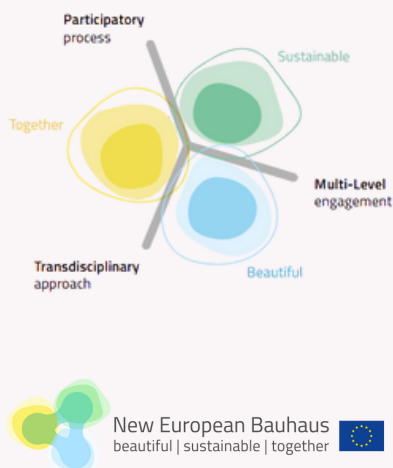 Participatory
process
Sustainable
Together
Multi-Level
engagement
Transdisciplinary
approach
Beautiful
New European Bauhaus
beautiful | sustainable | together